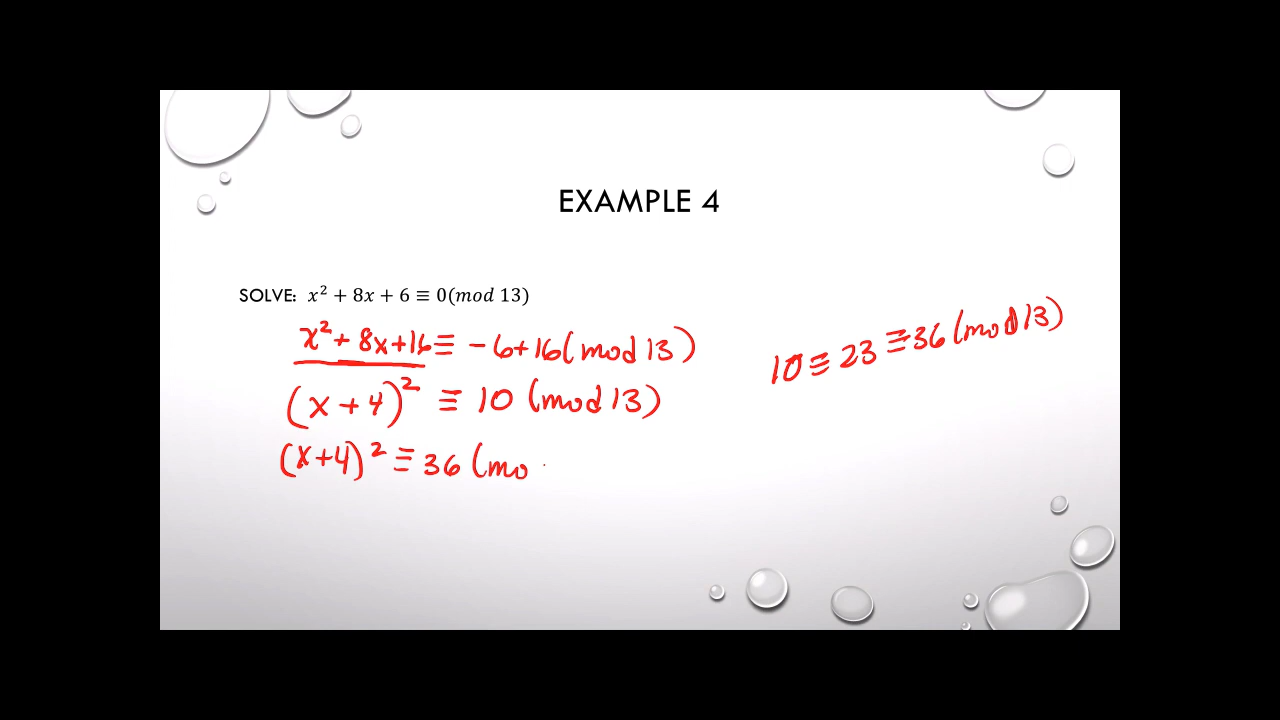 EXAMPLE 4
SOLVE: x² + 8x + 6 ≡ 0(mod 13)
x² + 8x + 16 ≡ -6+16(mod 13)
10 ≡ 23 ≡ 36 (mod 13)
(x + 4)² ≡ 10 (mod 13)
(x+4)² ≡ 36 (mo